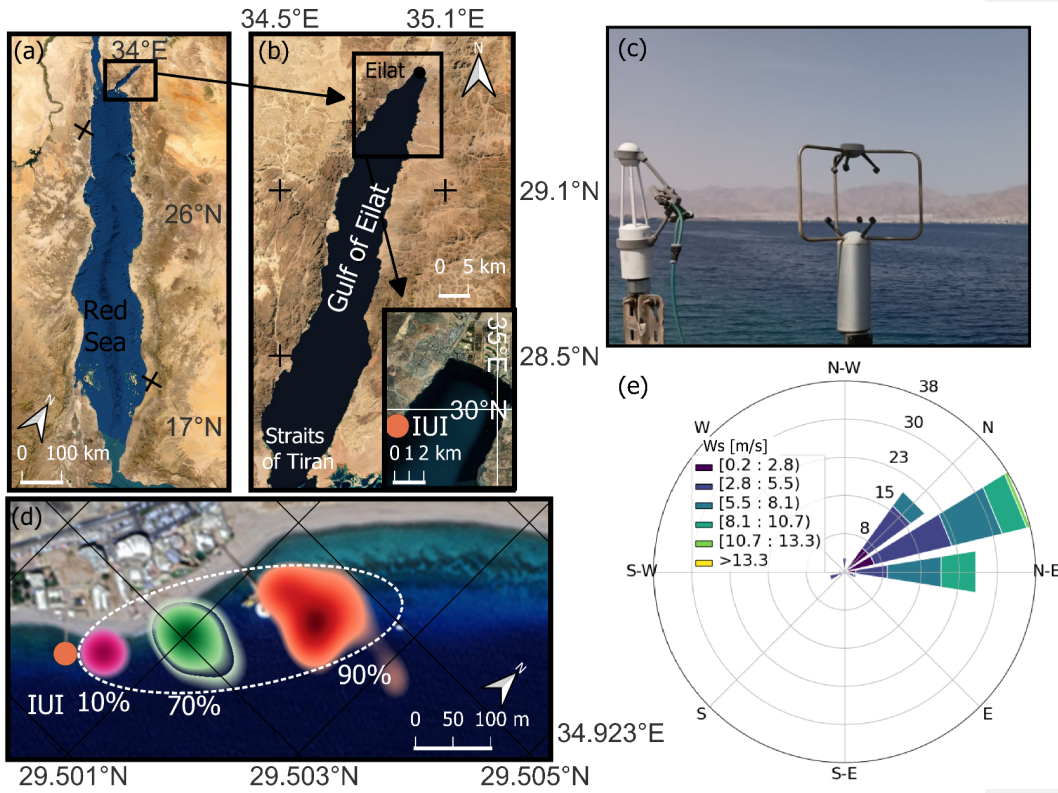 34.5°E
35.1°E
(a)
34°E
26°N
Red
Sea
17°N
N
0 100 km
(b)
Eilat
N
29.1°N
Gulf of Eilat
0 5 km
28.5°N
35°E
30°N
IUI
0 1 2 km
Straits
of Tiran
(c)
(d)
IUI
10%
70%
90%
N
0 50 100 m
34.923°E
29.501°N
29.503°N
29.505°N
(e)
N-W
38
30
23
15
8
N
W
Ws [m/s]
[0.2 : 2.8)
[2.8 : 5.5)
[5.5 : 8.1)
[8.1 : 10.7)
[10.7 : 13.3)
>13.3
S-W
N-E
S
E
S-E